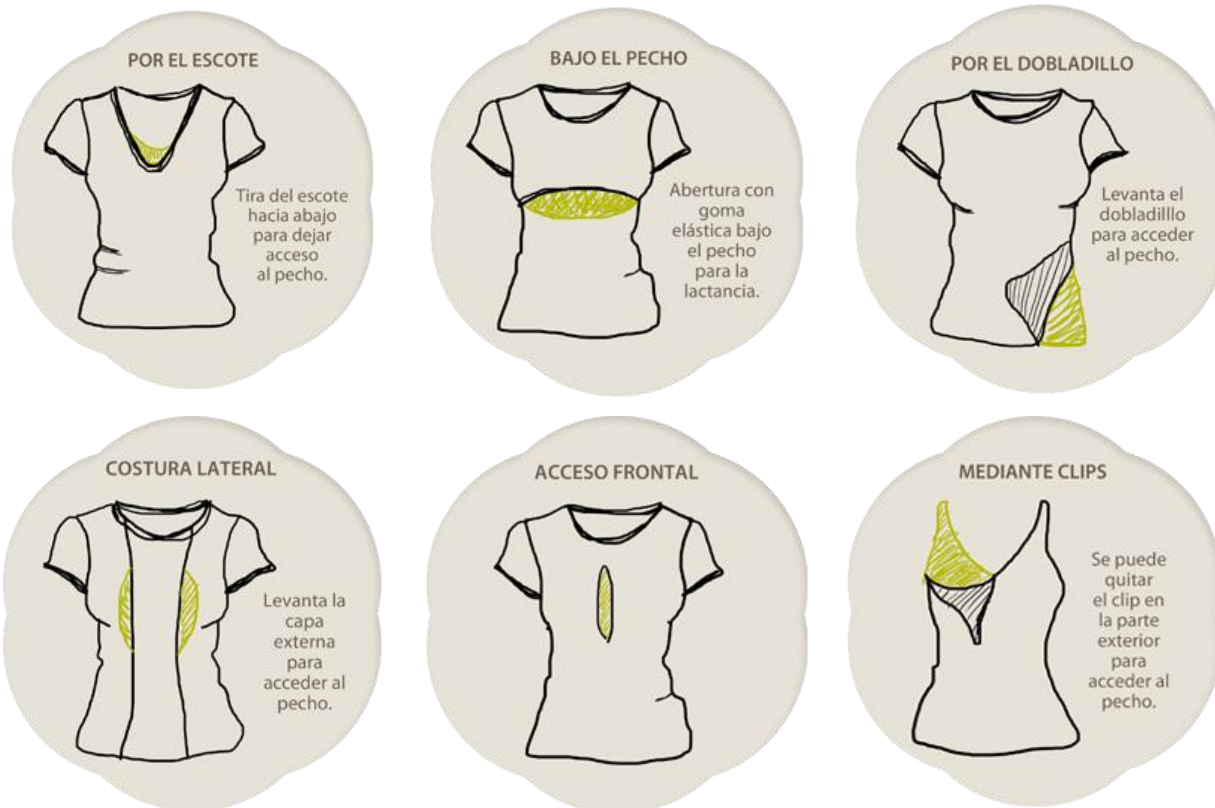 POR EL ESCOTE
Tira del escote
hacia abajo
para dejar
acceso
al pecho.
BAJO EL PECHO
Abertura con
goma
elástica bajo
el pecho
para la
lactancia.
POR EL DOBLADILLO
Levanta el
dobladilllo
para acceder
al pecho.
COSTURA LATERAL
Levanta la
capa
externa
para
acceder al
pecho.
ACCESO FRONTAL
MEDIANTE CLIPS
Se puede
quitar
el clip en
la parte
exterior
para
acceder al
pecho.